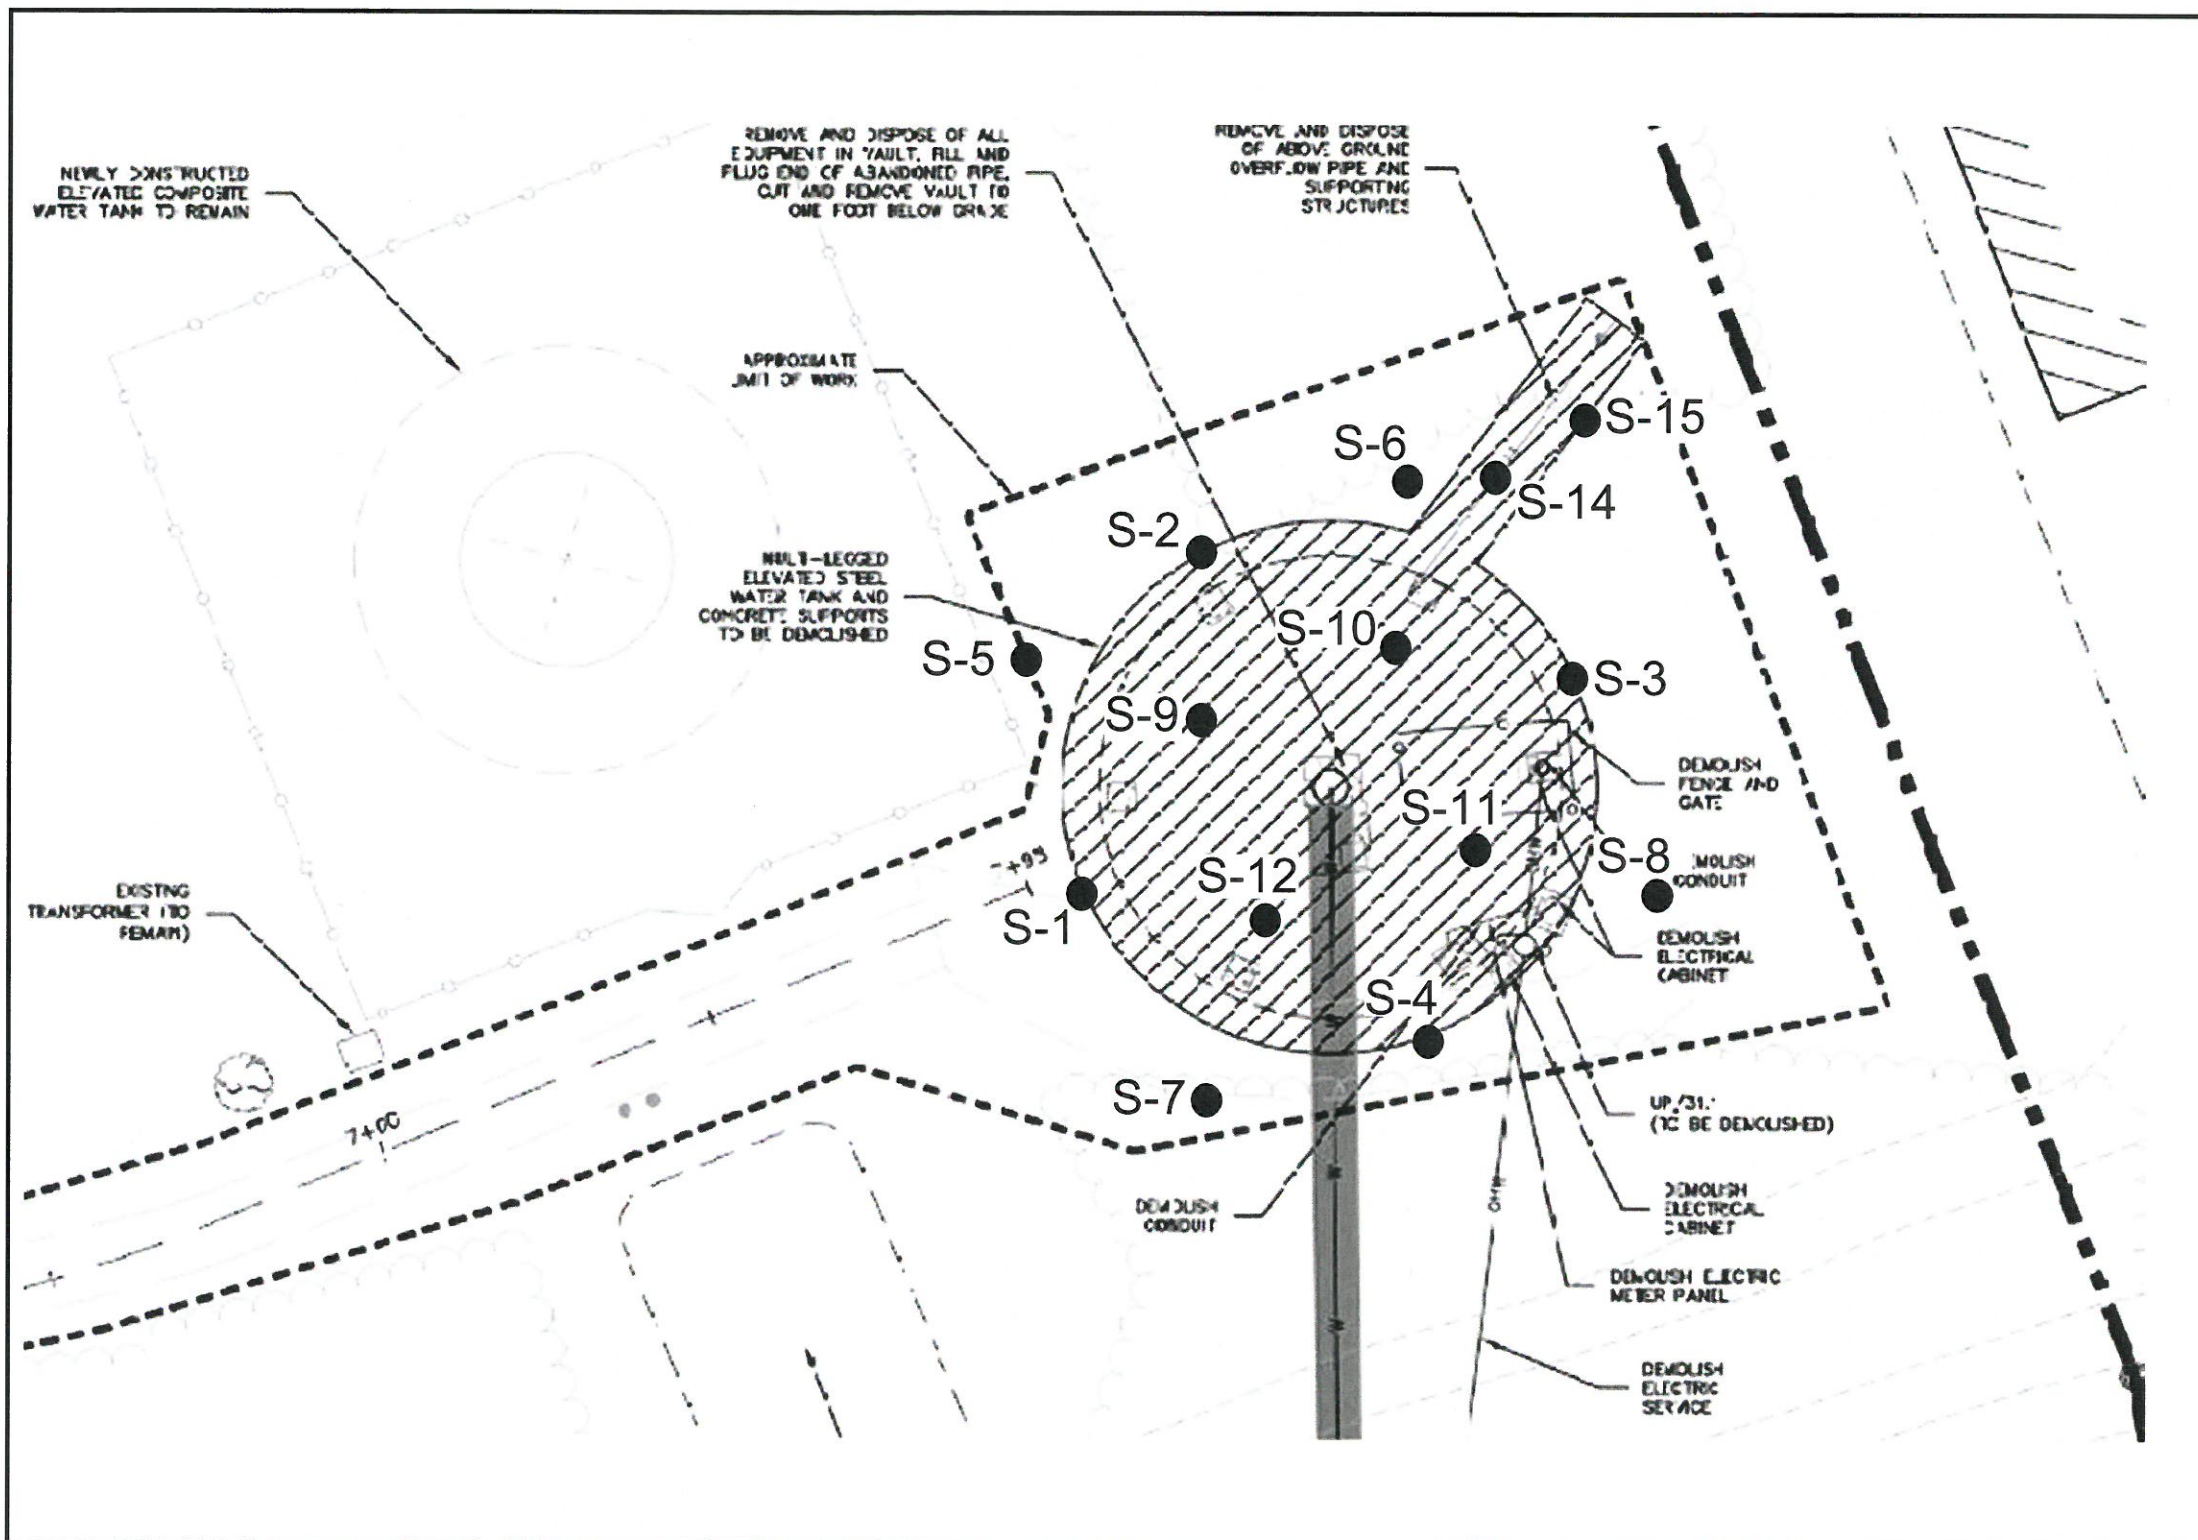 NEWLY CONSTRUCTED
ELEVATED COMPOSITE
WATER TANK TO REMAIN
REMOVE AND DISPOSE OF ALL
EQUIPMENT IN VAULT, FILL AND
PLUG END OF ABANDONED PIPE,
CUT AND REMOVE VAULT TO
ONE FOOT BELOW GRADE
REMOVE AND DISPOSE
OF ABOVE GROUND
OVERFLOW PIPE AND
SUPPORTING
STRUCTURES
APPROXIMATE
LIMIT OF WORK
MULTI-LEGGED
ELEVATED STEEL
WATER TANK AND
CONCRETE SUPPORTS
TO BE DEMOLISHED
S-15
S-6
S-14
S-2
S-10
S-5
S-3
S-9
DEMOLISH
FENCE AND
GATE
S-11
S-8
CONDUIT
S-12
S-1
EXISTING
TRANSFORMER (TO
REMAIN)
DEMOLISH
ELECTRICAL
CABINET
S-4
S-7
7+00
(TO BE DEMOLISHED)
DEMOLISH
CONDUIT
DEMOLISH
ELECTRICAL
CABINET
DEMOLISH ELECTRIC
METER PANEL
DEMOLISH
ELECTRIC
SERVICE
OHW
W
W